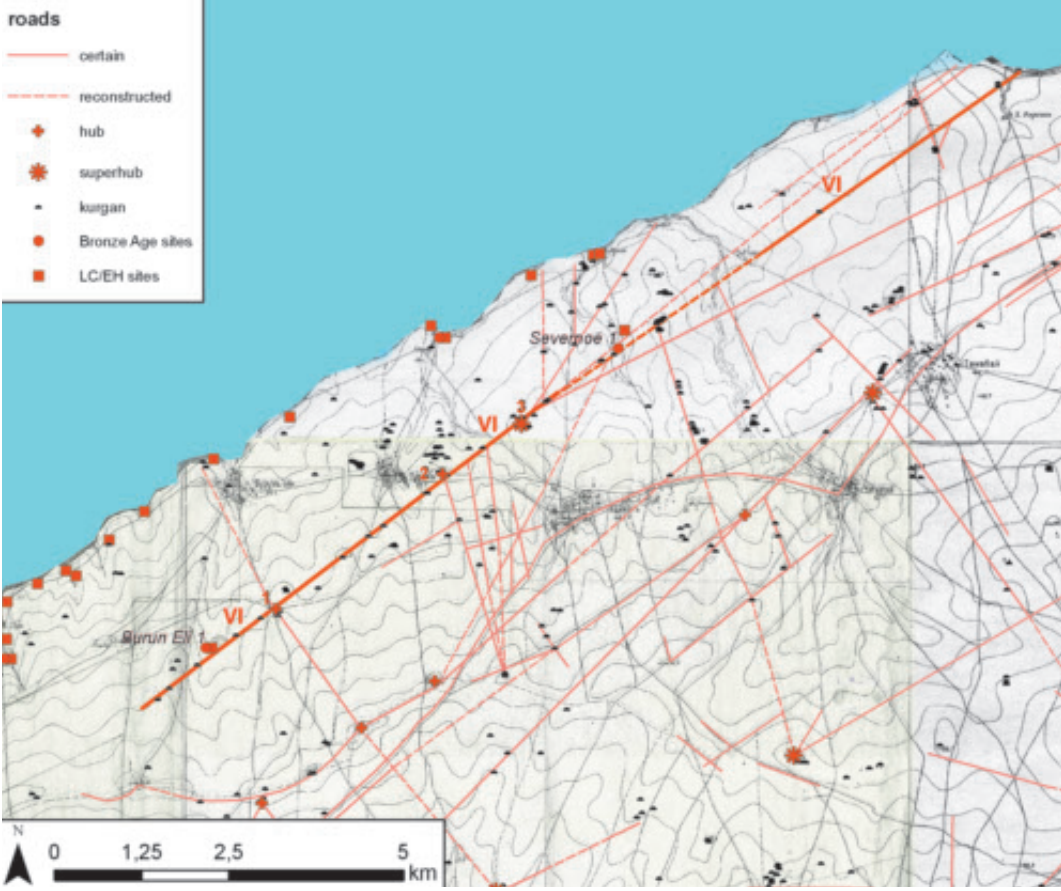 roads
certain
reconstructed
hub
superhub
kurgan
Bronze Age sites
LC/EH sites
VI
Severnoë 1
3
VI
2
1
VI
Burun Eli 1
N
0 1,25 2,5 5
km